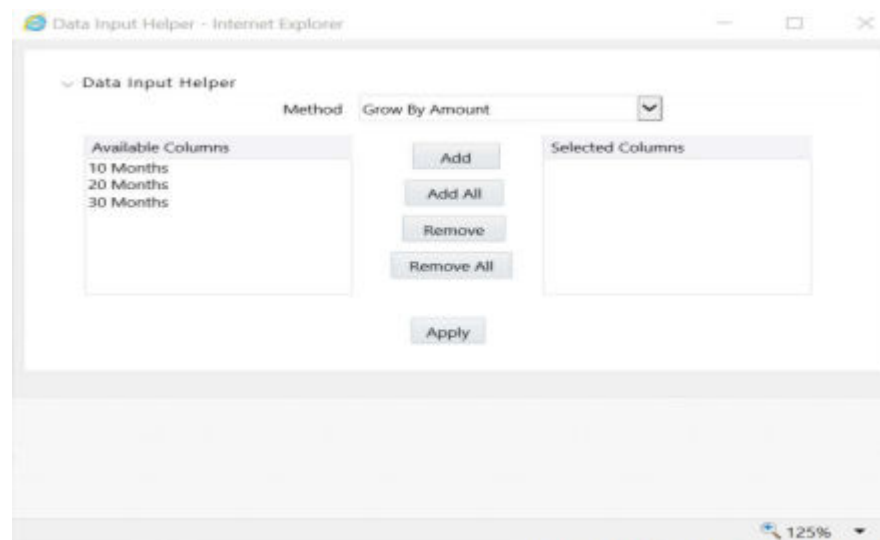 Data Input Helper - Internet Explorer
Data Input Helper
Method Grow By Amount
Available Columns
10 Months
20 Months
30 Months
Add
Add All
Remove
Remove All
Selected Columns
Apply
125%